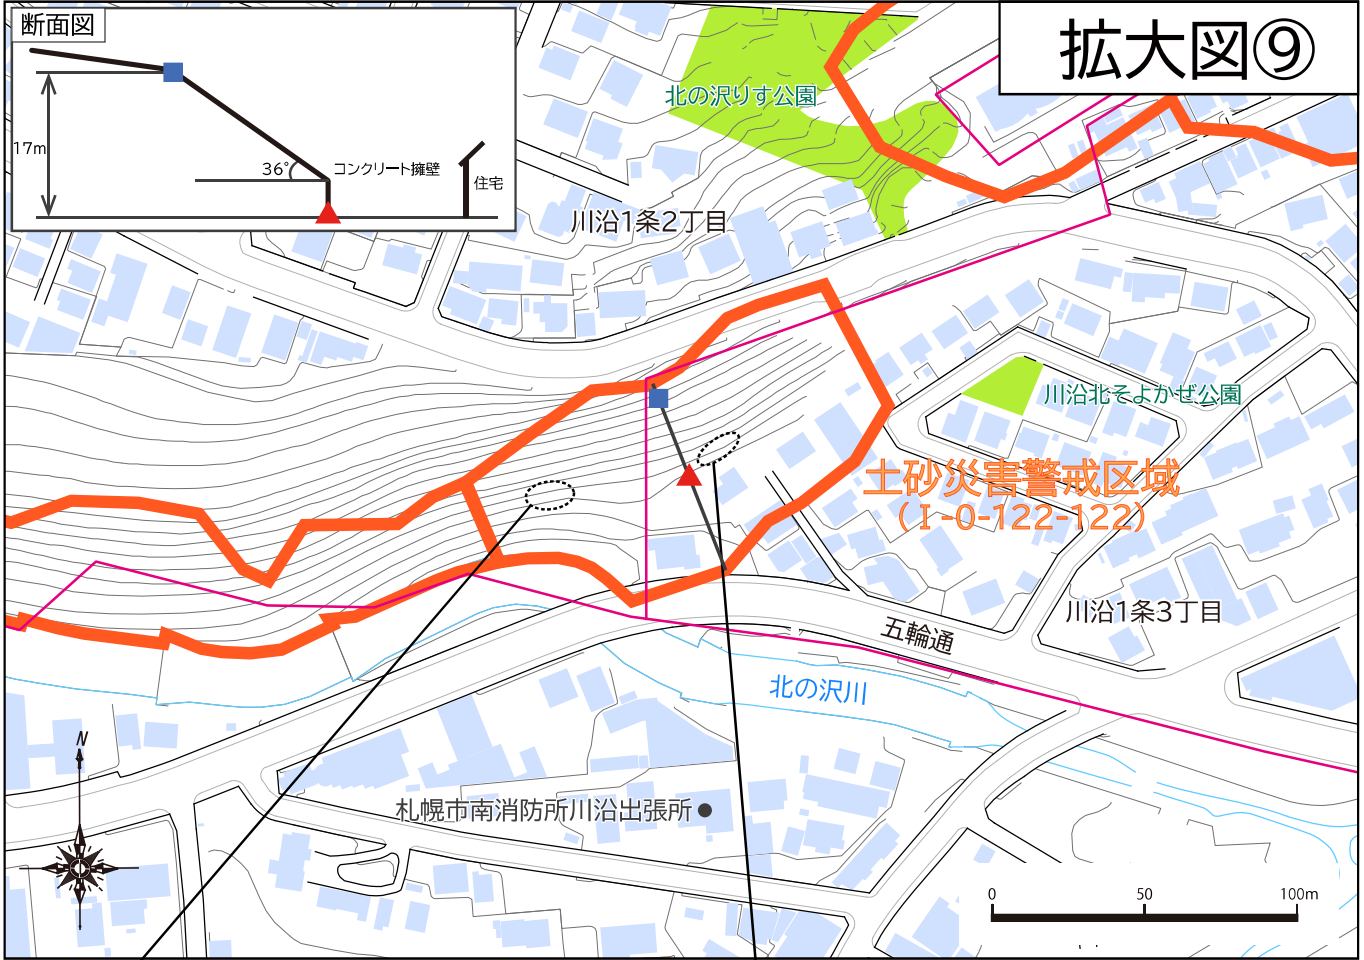 断面図
拡大図⑨
17m
36°
コンクリート擁壁
住宅
北の沢りす公園
川沿1条2丁目
川沿北そよかぜ公園
土砂災害警戒区域
(Ⅰ-0-122-122)
川沿1条3丁目
五輪通
北の沢川
N
札幌市南消防所川沿出張所
0 50 100m